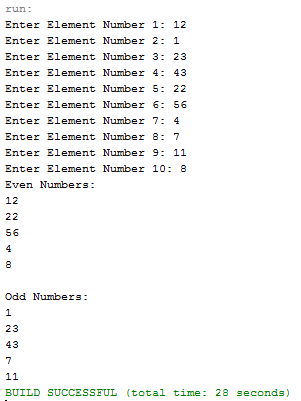 run:
Enter Element Number 1: 12
Enter Element Number 2: 1
Enter Element Number 3: 23
Enter Element Number 4: 43
Enter Element Number 5: 22
Enter Element Number 6: 56
Enter Element Number 7: 4
Enter Element Number 8: 7
Enter Element Number 9: 11
Enter Element Number 10: 8
Even Numbers:
12
22
56
4
8

Odd Numbers:
1
23
43
7
11
BUILD SUCCESSFUL (total time: 28 seconds)